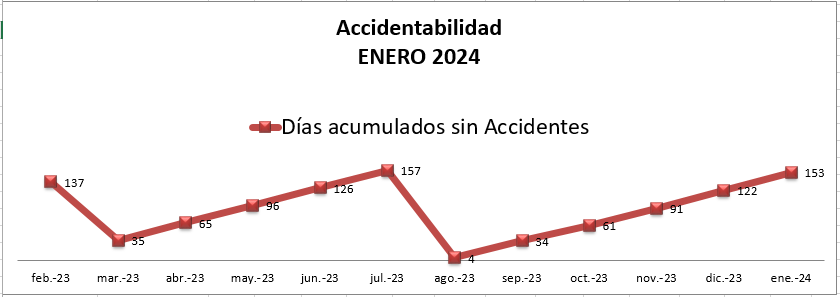 Accidentabilidad
ENERO 2024
Días acumulados sin Accidentes
137 35 65 96 126 157 4 34 61 91 122 153
feb.-23 mar.-23 abr.-23 may.-23 jun.-23 jul.-23 ago.-23 sep.-23 oct.-23 nov.-23 dic.-23 ene.-24